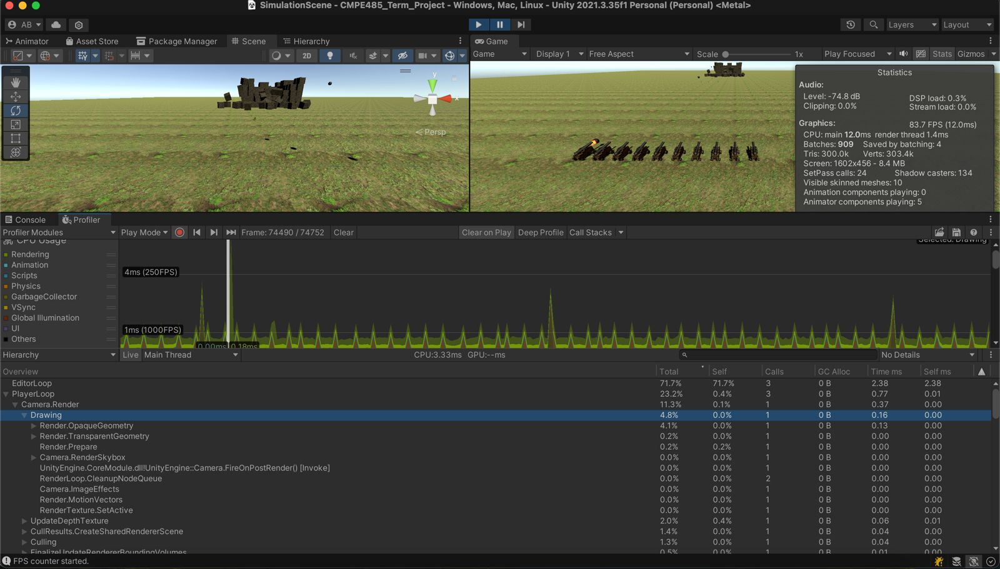 SimulationScene - CMPE485_Term_Project - Windows, Mac, Linux - Unity 2021.3.35f1 Personal (Personal) <Metal>
AB Layers Layout
Animator Asset Store Package Manager Scene Hierarchy Game
2D Game Display 1 Free Aspect Scale 1x Play Focused Stats Gizmos
y
x
Persp
Statistics
Audio:
Level: -74.8 dB DSP load: 0.3%
Clipping: 0.0% Stream load: 0.0%
Graphics: 83.7 FPS (12.0ms)
CPU: main 12.0ms render thread 1.4ms
Batches: 909 Saved by batching: 4
Tris: 300.0k Verts: 303.4k
Screen: 1602x456 - 8.4 MB
SetPass calls: 24 Shadow casters: 134
Visible skinned meshes: 10
Animation components playing: 0
Animator components playing: 5
Console Profiler
Profiler Modules Play Mode Frame: 74490 / 74752 Clear Clear on Play Deep Profile Call Stacks
CPU Usage Selected: Drawing
Rendering
Animation
Scripts
Physics
GarbageCollector
VSync
Global Illumination
UI
Others
4ms (250FPS)
1ms (1000FPS)
0.00ms 0.18ms
Hierarchy Live Main Thread CPU:3.33ms GPU:--ms No Details
Overview Total Self Calls GC Alloc Time ms Self ms
EditorLoop 71.7% 71.7% 3 0 B 2.38 2.38
PlayerLoop 23.2% 0.4% 3 0 B 0.77 0.01
Camera.Render 11.3% 0.1% 1 0 B 0.37 0.00
Drawing 4.8% 0.0% 1 0 B 0.16 0.00
Render.OpaqueGeometry 4.1% 0.0% 1 0 B 0.13 0.00
Render.TransparentGeometry 0.2% 0.0% 1 0 B 0.00 0.00
Render.Prepare 0.2% 0.2% 1 0 B 0.00 0.00
Camera.RenderSkybox 0.0% 0.0% 1 0 B 0.00 0.00
UnityEngine.CoreModule.dll!UnityEngine::Camera.FireOnPostRender() [Invoke] 0.0% 0.0% 1 0 B 0.00 0.00
RenderLoop.CleanupNodeQueue 0.0% 0.0% 2 0 B 0.00 0.00
Camera.ImageEffects 0.0% 0.0% 1 0 B 0.00 0.00
Render.MotionVectors 0.0% 0.0% 1 0 B 0.00 0.00
RenderTexture.SetActive 0.0% 0.0% 1 0 B 0.00 0.00
UpdateDepthTexture 2.0% 0.4% 1 0 B 0.06 0.01
CullResults.CreateSharedRendererScene 1.4% 0.0% 1 0 B 0.04 0.00
Culling 1.3% 0.0% 1 0 B 0.04 0.00
FinalizeUpdateRendererBoundingVolumes 0.5% 0.0% 1 0 B 0.01 0.00
FPS counter started.